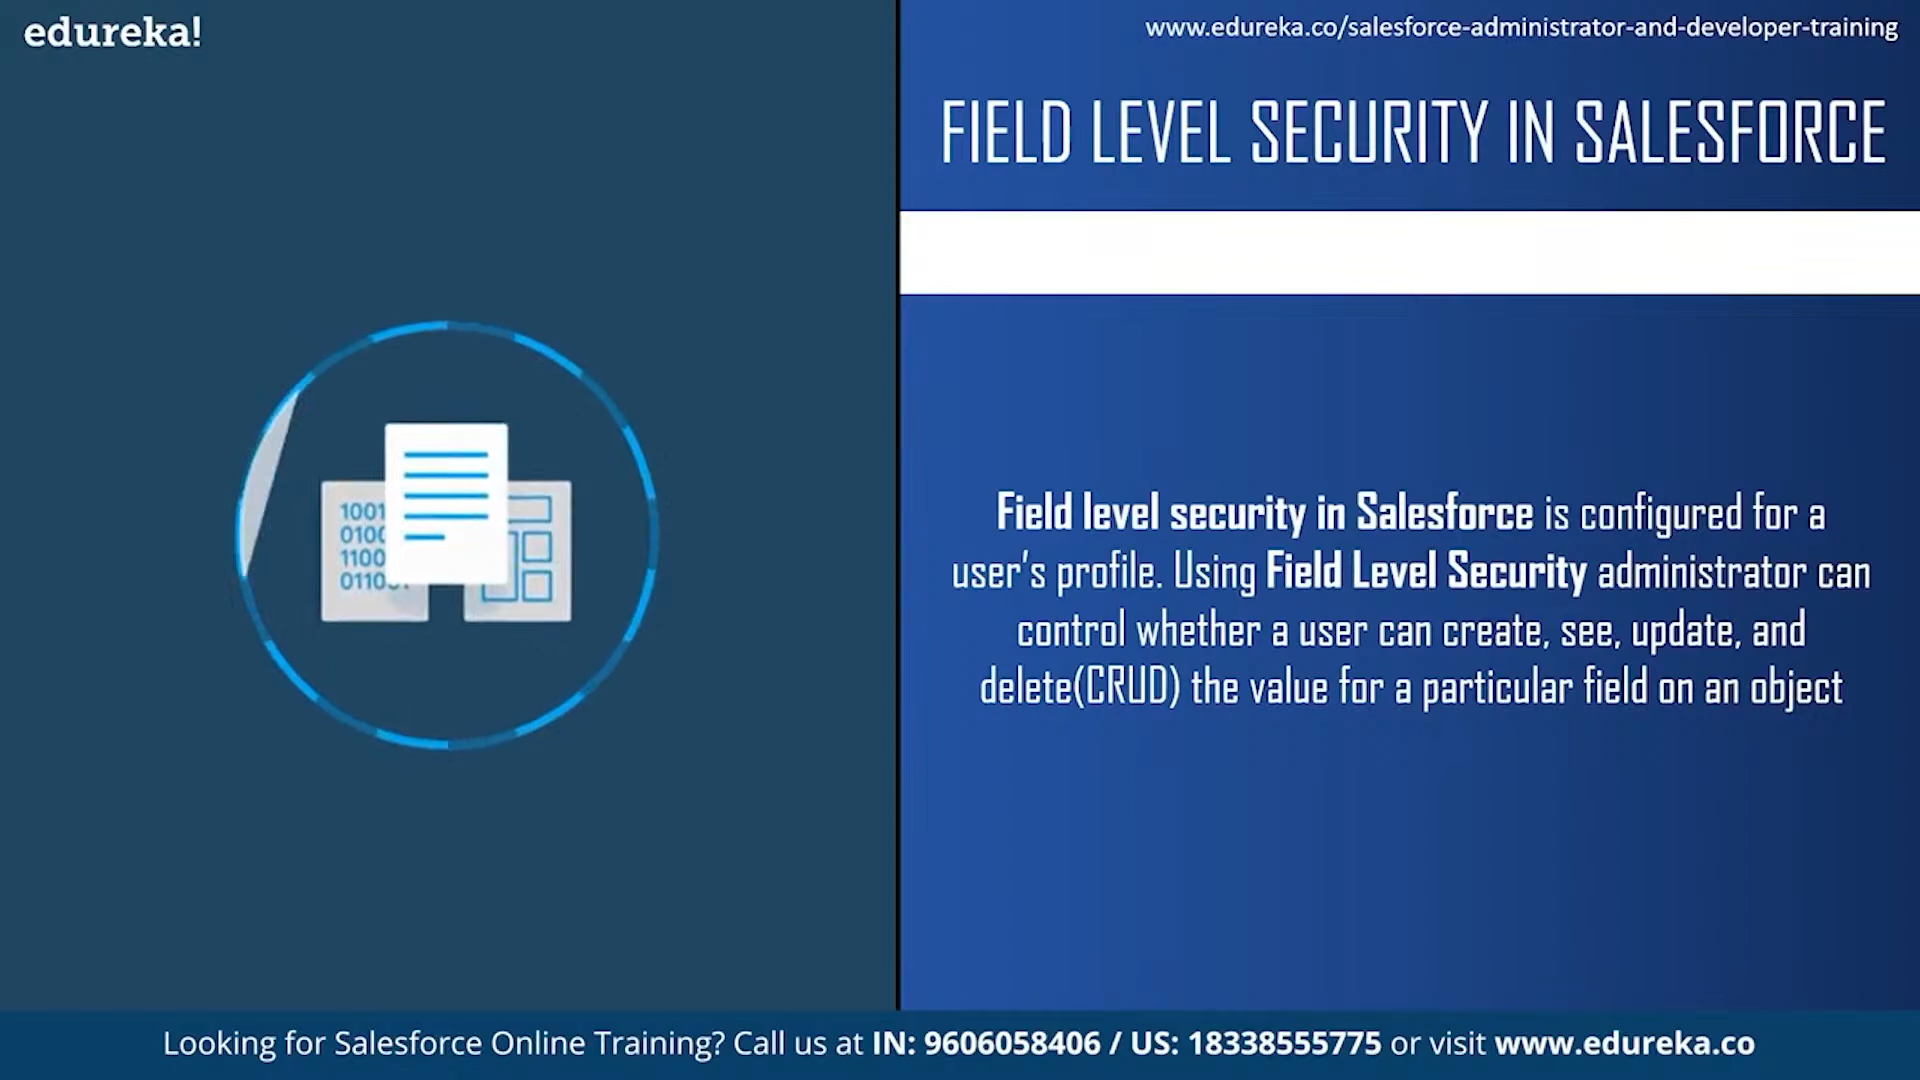 edureka!
www.edureka.co/salesforce-administrator-and-developer-training
FIELD LEVEL SECURITY IN SALESFORCE
1001
010
1100
0110
Field level security in Salesforce is configured for a
user's profile. Using Field Level Security administrator can
control whether a user can create, see, update, and
delete(CRUD) the value for a particular field on an object
Looking for Salesforce Online Training? Call us at IN: 9606058406 / US: 18338555775 or visit www.edureka.co